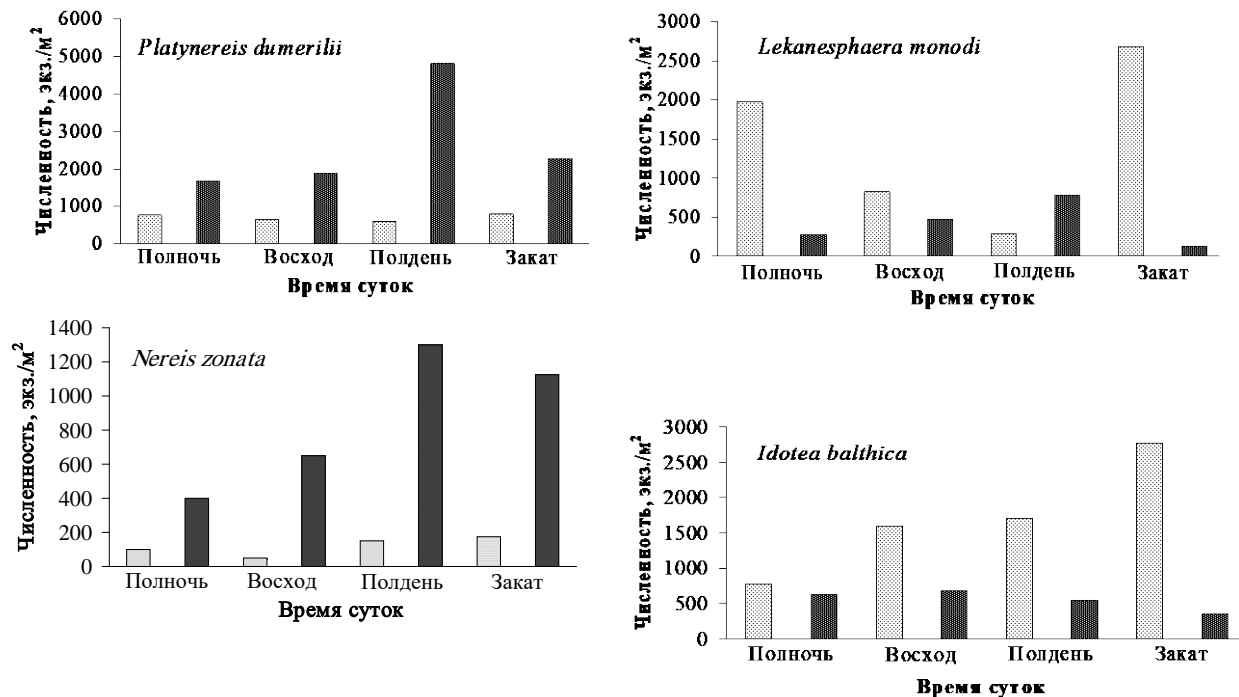 Численность, экз./м²
6000
5000
4000
3000
2000
1000
0
Platynereis dumerilii
Полночь Восход Полдень Закат
Время суток
Численность, экз./м²
3000
2500
2000
1500
1000
500
0
Lekanesphaera monodi
Полночь Восход Полдень Закат
Время суток
Численность, экз./м²
1400
1200
1000
800
600
400
200
0
Nereis zonata
Полночь Восход Полдень Закат
Время суток
Численность, экз./м²
3000
2500
2000
1500
1000
500
0
Idotea balthica
Полночь Восход Полдень Закат
Время суток